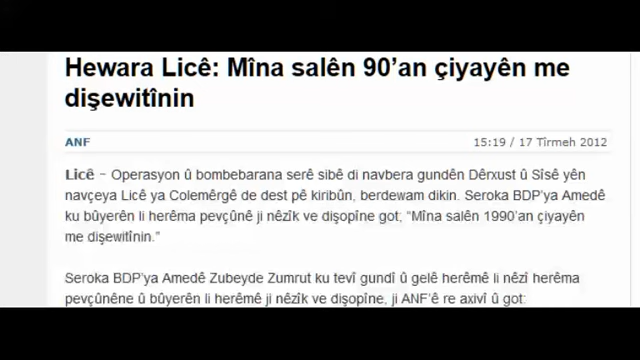 Hewara Licê: Mîna salên 90’an çiyayên me
dişewitînin
ANF
15:19 / 17 Tîrmeh 2012
Licê – Operasyon û bombebarana serê sibê di navbera gundên Dêrxust û Sîsê yên
navçeya Licê ya Colemêrgê de dest pê kiribûn, berdewam dikin. Seroka BDP’ya Amedê
ku bûyerên li herêma pevçûnê ji nêzîk ve dişopîne got; “Mîna salên 1990’an çiyayên
me dişewitînin.”
Seroka BDP’ya Amedê Zubeyde Zumrut ku tevî gundî û gelê herêmê li nêzî herêma
pevçûnêne û bûyerên li herêmê ji nêzîk ve dişopîne, ji ANF’ê re axivî û got: